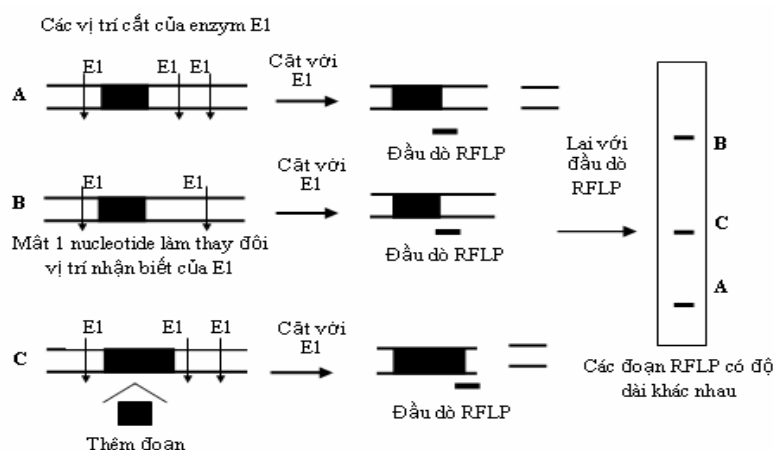 Các vị trí cắt của enzym E1
E1
E1
E1
Cắt với
E1
A
Đầu dò RFLP
Lai với
đầu dò
RFLP
B
E1
E1
Cắt với
E1
B
Mất 1 nucleotide làm thay đổi
vị trí nhận biết của E1
Đầu dò RFLP
C
A
E1
E1
E1
Cắt với
E1
C
Đầu dò RFLP
Các đoạn RFLP có độ
dài khác nhau
Thêm đoạn